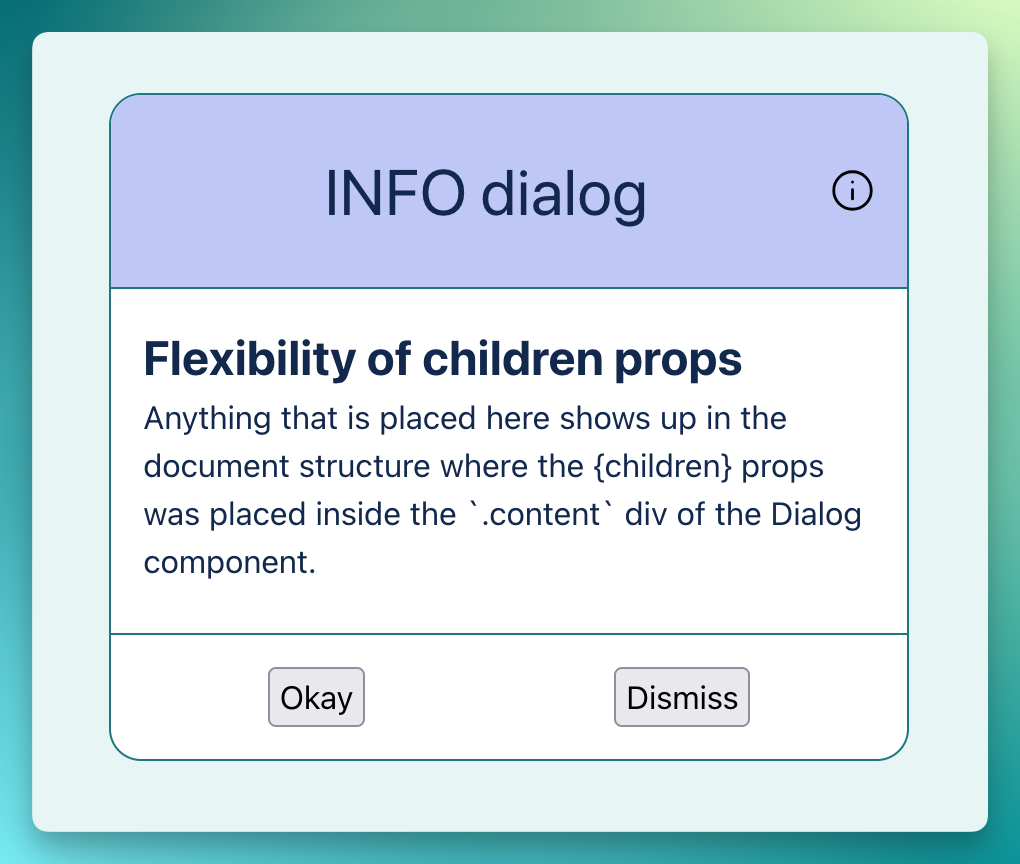 INFO dialog
Flexibility of children props
Anything that is placed here shows up in the
document structure where the {children} props
was placed inside the `.content` div of the Dialog
component.
Okay
Dismiss